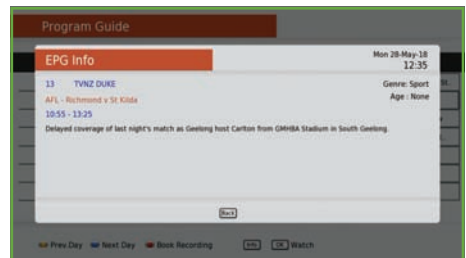 Program Guide
EPG Info
Mon 28-May-18
12:35
13 TVNZ DUKE
Genre: Sport
AFL - Richmond v St Kilda
Age : None
10:55 - 13:25
Delayed coverage of last night's match as Geelong host Carlton from GMHBA Stadium in South Geelong.
Back
Prev.Day Next Day Book Recording Info OK Watch